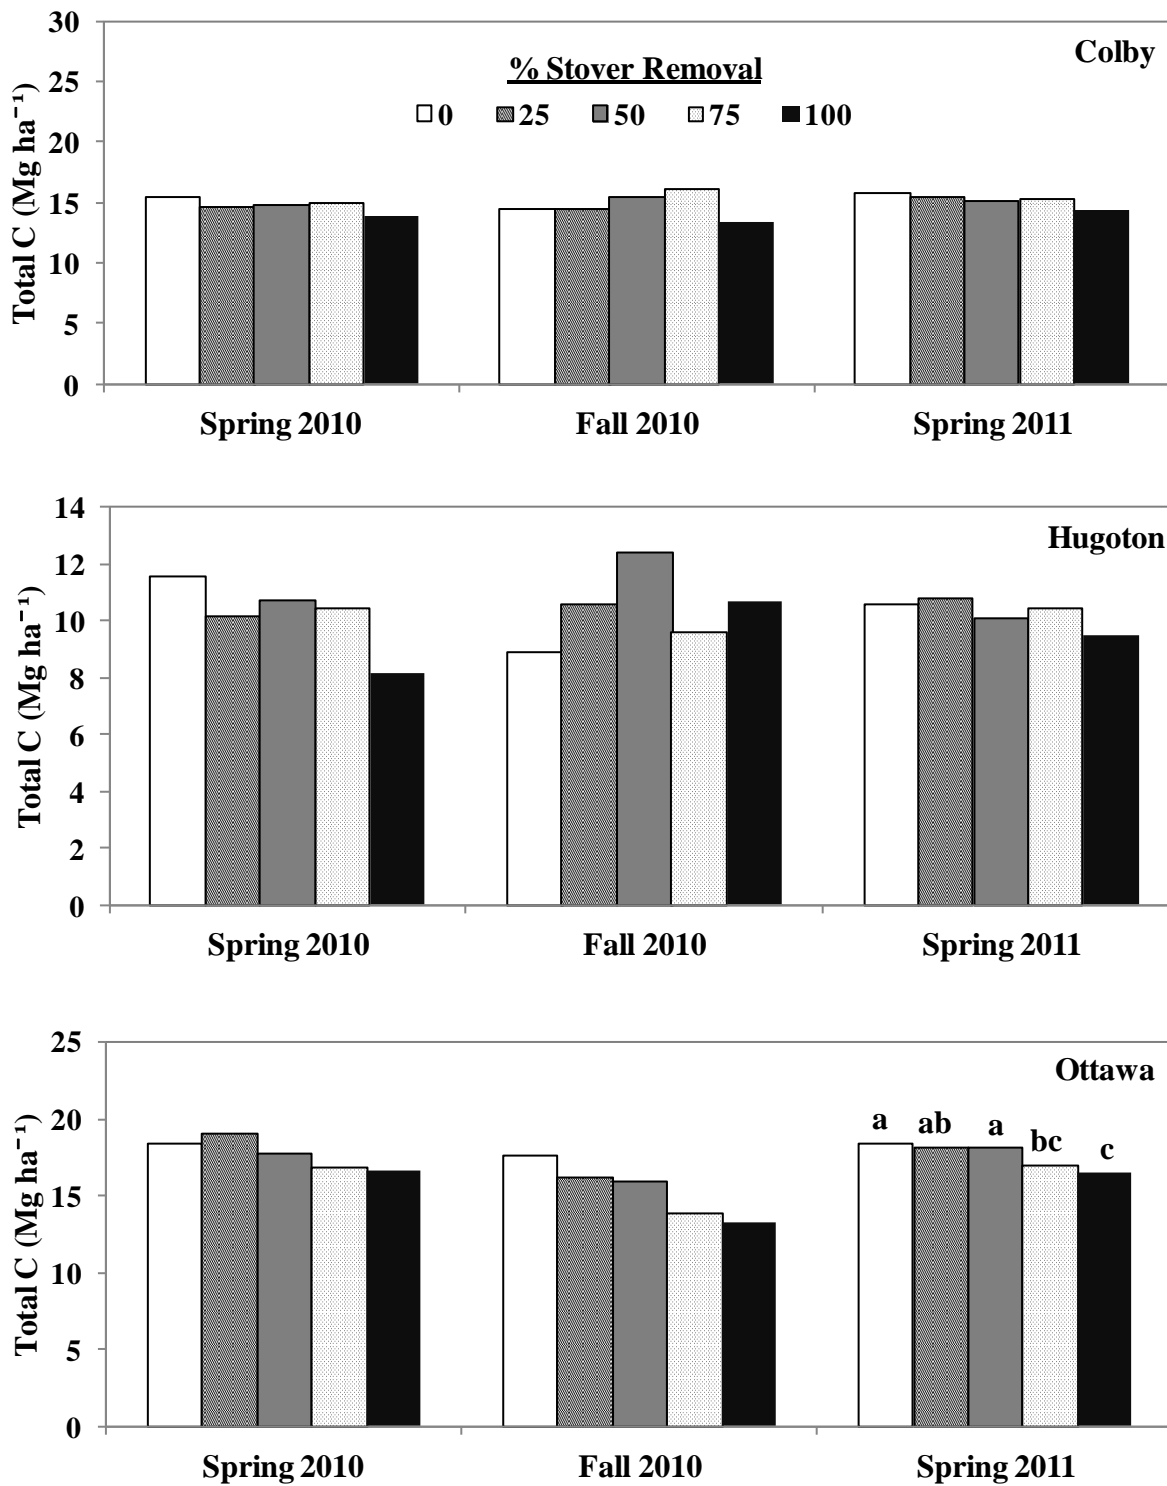 30
Colby
% Stover Removal
25
0 25 50 75 100
20
15
10
5
0
Total C (Mg ha⁻¹)
Spring 2010 Fall 2010 Spring 2011
14
Hugoton
12
10
8
6
4
2
0
Total C (Mg ha⁻¹)
Spring 2010 Fall 2010 Spring 2011
25
Ottawa
20
a ab a bc c
15
10
5
0
Total C (Mg ha⁻¹)
Spring 2010 Fall 2010 Spring 2011